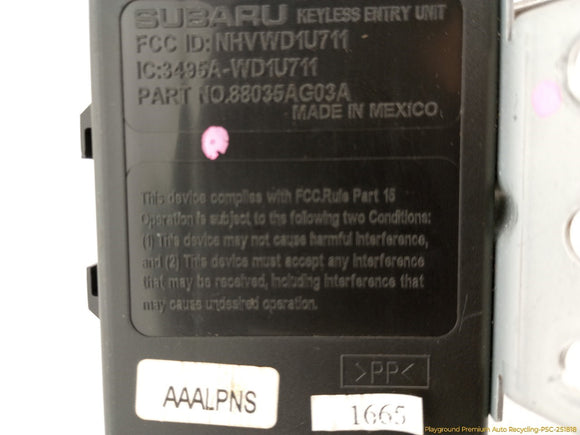 SUBARU KEYLESS ENTRY UNIT
FCC ID:NHVWD1U711
IC:3495A-WD1U711
PART NO.88035AG03A
MADE IN MEXICO
This device complies with FCC.Rule Part 15
Operation is subject to the following two Conditions:
(1) This device may not cause harmful interference,
and (2) This device must accept any interference
that may be received, including interference that
may cause undesired operation.
AAALPNS
>PP<
1665
Playground Premium Auto Recycling-PSC-251818